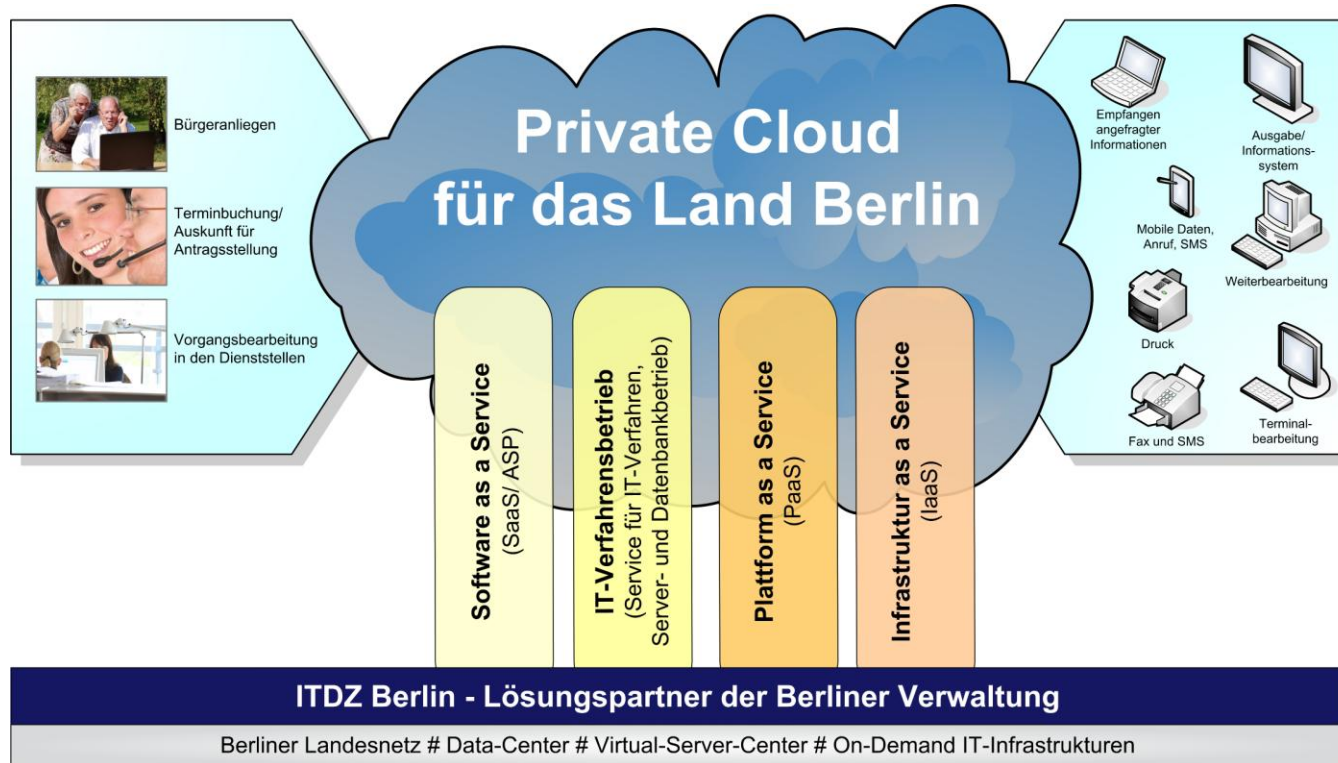 Bürgeranliegen
Terminbuchung/
Auskunft für
Antragsstellung
Vorgangsbearbeitung
in den Dienststellen
Private Cloud
für das Land Berlin
Empfangen
angefragter
Informationen
Ausgabe/
Informations-
system
Mobile Daten,
Anruf, SMS
Weiterbearbeitung
Druck
Fax und SMS
Terminal-
bearbeitung
Software as a Service
(SaaS/ ASP)
IT-Verfahrensbetrieb
(Service für IT-Verfahren,
Server- und Datenbankbetrieb)
Plattform as a Service
(PaaS)
Infrastruktur as a Service
(IaaS)
ITDZ Berlin - Lösungspartner der Berliner Verwaltung
Berliner Landesnetz # Data-Center # Virtual-Server-Center # On-Demand IT-Infrastrukturen